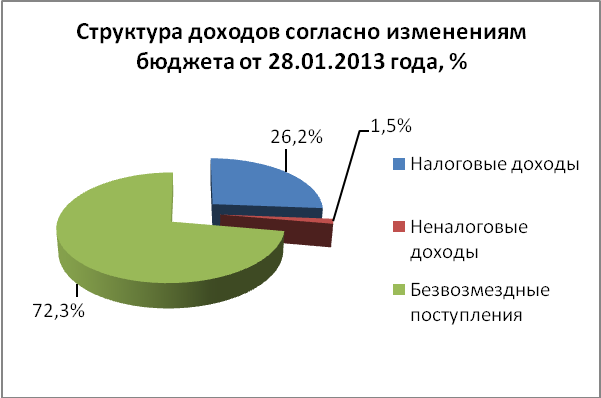 Структура доходов согласно изменениям
бюджета от 28.01.2013 года, %
26,2%
1,5%
72,3%
Налоговые доходы
Неналоговые
доходы
Безвозмездные
поступления